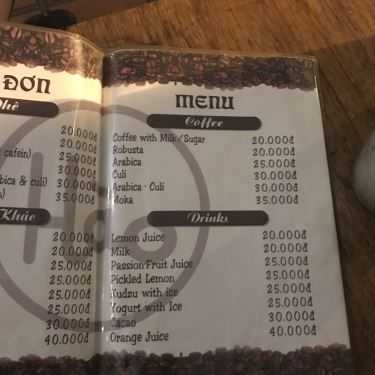 ĐƠN
hê
20.000đ
20.000đ
cafein) 25.000đ
30.000đ
bica & culi) 30.000đ
) 35.000đ
Khác
20.000đ
20.000đ
25.000đ
25.000đ
25.000đ
25.000đ
30.000đ
40.000đ
MENU
Coffee
Coffee with Milk/Sugar 20.000đ
Robusta 20.000đ
Arabica 25.000đ
Culi 30.000đ
Arabica - Culi 30.000đ
Moka 35.000đ
Drinks
Lemon Juice 20.000đ
Milk 20.000đ
Passion Fruit Juice 25.000đ
Pickled Lemon 25.000đ
Yudzu with ice 25.000đ
Yogurt with Ice 25.000đ
Cacao 30.000đ
Orange Juice 40.000đ